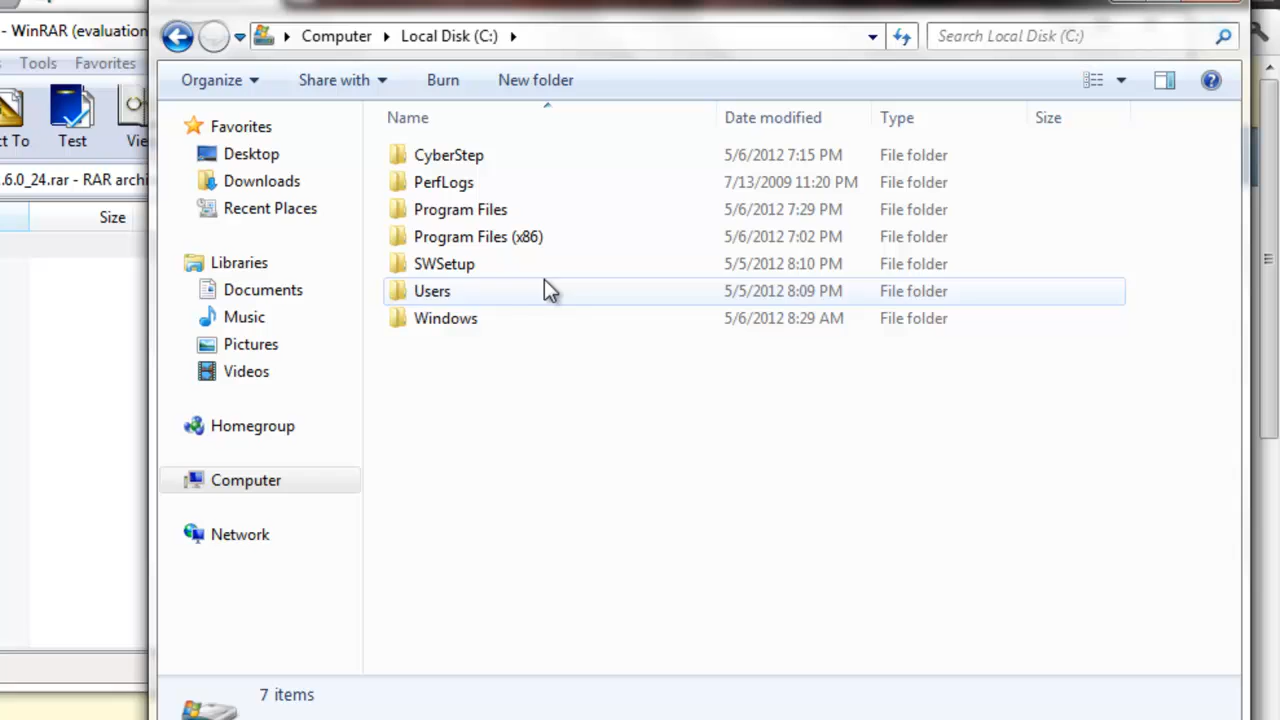 - WinRAR (evaluation
Tools Favorites
ct To Test Vie
.6.0_24.rar - RAR archi
Size
Computer Local Disk (C:)
Search Local Disk (C:)
Organize Share with Burn New folder
Name Date modified Type Size
Favorites
Desktop
Downloads
Recent Places
Libraries
Documents
Music
Pictures
Videos
Homegroup
Computer
Network
CyberStep 5/6/2012 7:15 PM File folder
PerfLogs 7/13/2009 11:20 PM File folder
Program Files 5/6/2012 7:29 PM File folder
Program Files (x86) 5/6/2012 7:02 PM File folder
SWSetup 5/5/2012 8:10 PM File folder
Users 5/5/2012 8:09 PM File folder
Windows 5/6/2012 8:29 AM File folder
7 items